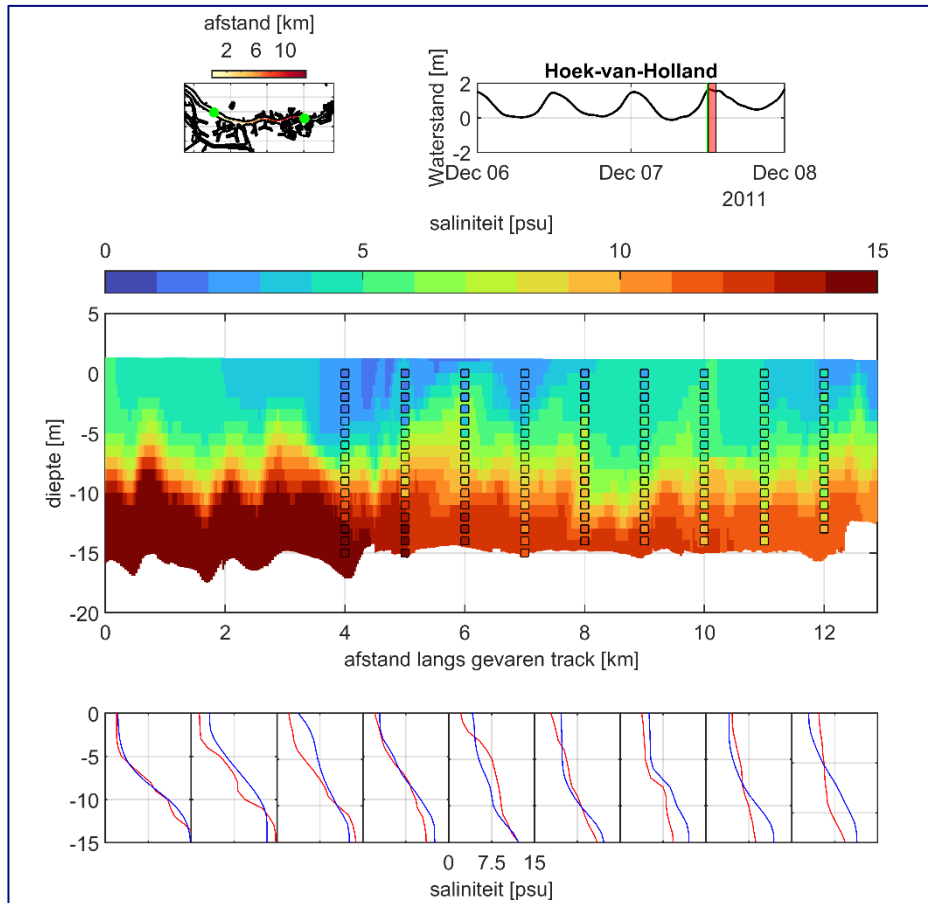 afstand [km]
2 6 10
Hoek-van-Holland
Waterstand [m]
2
0
-2
Dec 06 Dec 07 Dec 08
2011
saliniteit [psu]
0 5 10 15
5
0
-5
-10
-15
-20
diepte [m]
0 2 4 6 8 10 12
afstand langs gevaren track [km]
0
-5
-10
-15
0 7.5 15
saliniteit [psu]